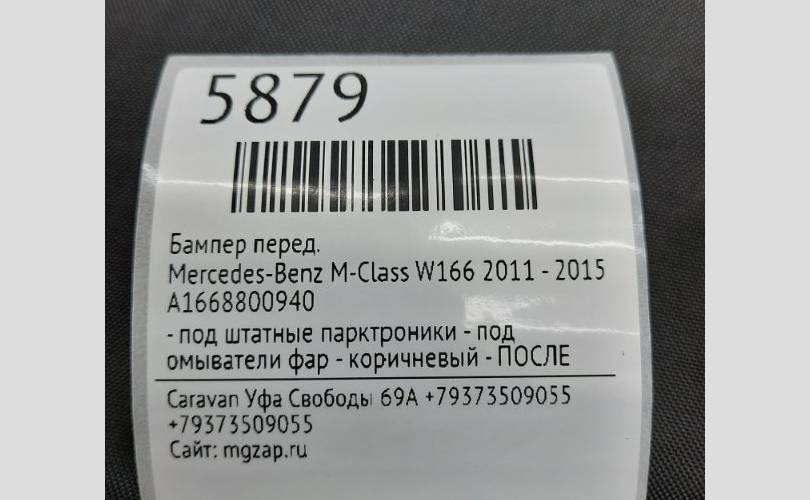 5879
Бампер перед.
Mercedes-Benz M-Class W166 2011 - 2015
A1668800940
- под штатные парктроники - под
омыватели фар - коричневый - ПОСЛЕ
Caravan Уфа Свободы 69А +79373509055
+79373509055
Сайт: mgzap.ru